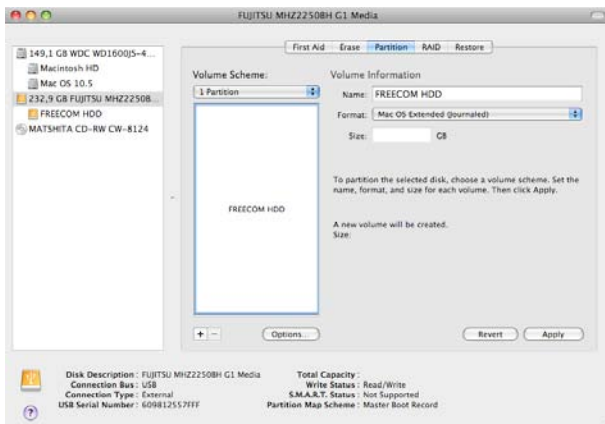 FUJITSU MHZ2250BH G1 Media
149,1 GB WDC WD1600JS-4...
Macintosh HD
Mac OS 10.5
232,9 GB FUJITSU MHZ2250B...
FREECOM HDD
MATSHITA CD-RW CW-8124
First Aid Erase Partition RAID Restore
Volume Scheme:
1 Partition
FREECOM HDD
+ -
Options...
Volume Information
Name: FREECOM HDD
Format: Mac OS Extended (Journaled)
Size: GB
To partition the selected disk, choose a volume scheme. Set the
name, format, and size for each volume. Then click Apply.
A new volume will be created.
Size:
Revert Apply
Disk Description : FUJITSU MHZ2250BH G1 Media
Connection Bus : USB
Connection Type : External
USB Serial Number : 609812557FFF
Total Capacity :
Write Status : Read/Write
S.M.A.R.T. Status : Not Supported
Partition Map Scheme : Master Boot Record
?